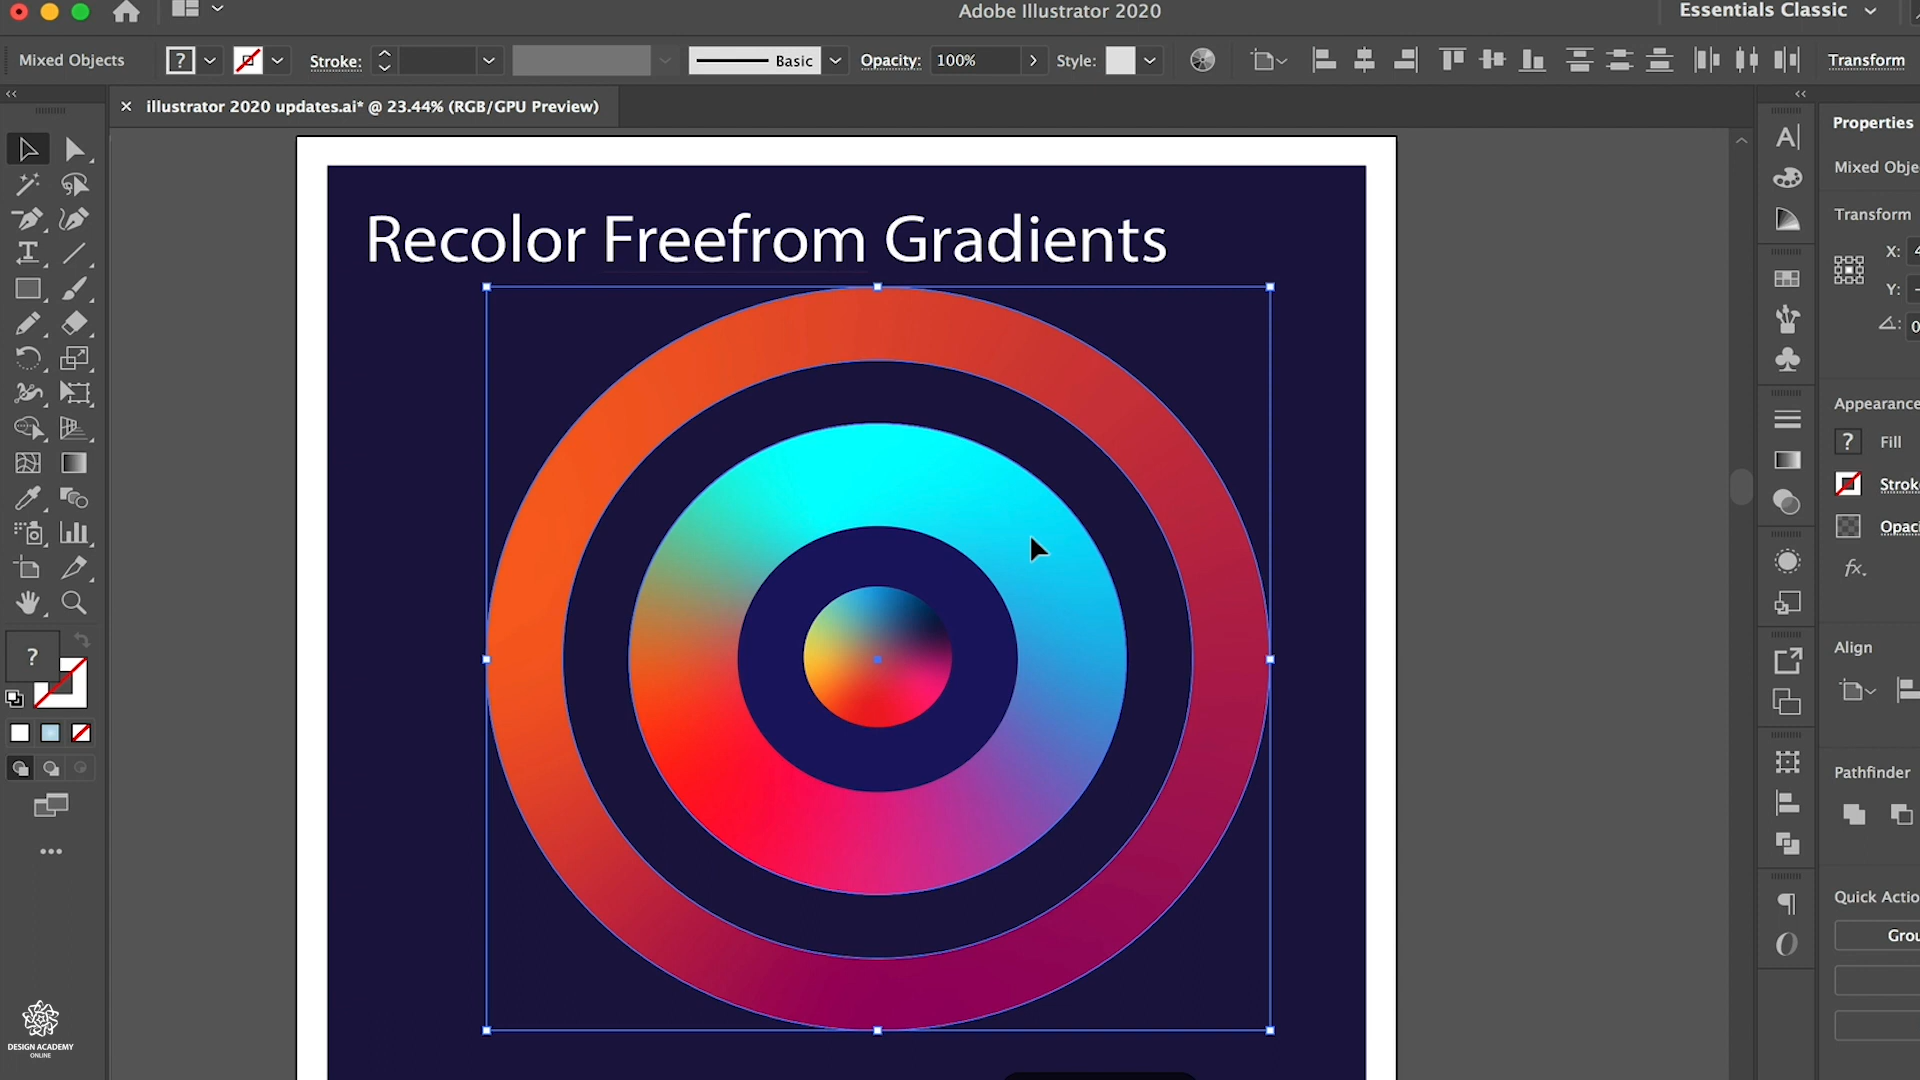 Adobe Illustrator 2020
Essentials Classic
Mixed Objects
?
Stroke:
Basic
Opacity:
100%
Style:
Transform
illustrator 2020 updates.ai* @ 23.44% (RGB/GPU Preview)
Properties
Mixed Obje
Transform
X: 4
Y: -
0
Recolor Freefrom Gradients
Appearance
? Fill
Strok
Opac
fx.
?
Align
Pathfinder
Quick Actio
Grou
DESIGN ACADEMY
ONLINE